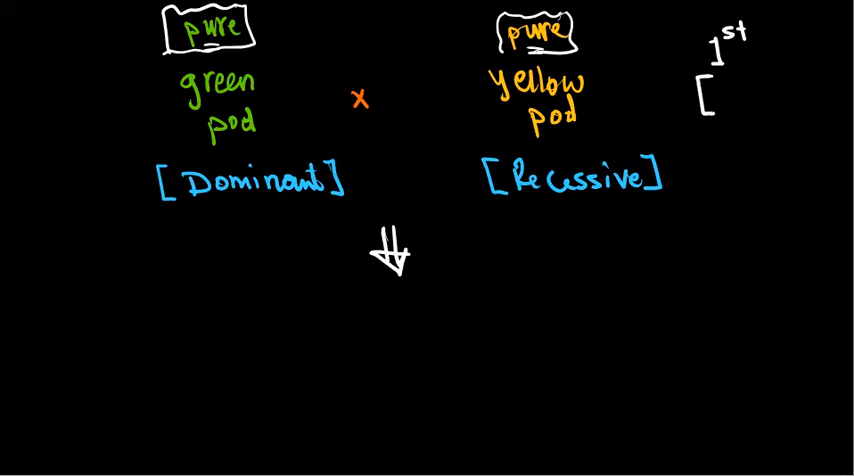 pure pure
1st
green yellow [
x
pod pod
[Dominant] [Recessive]